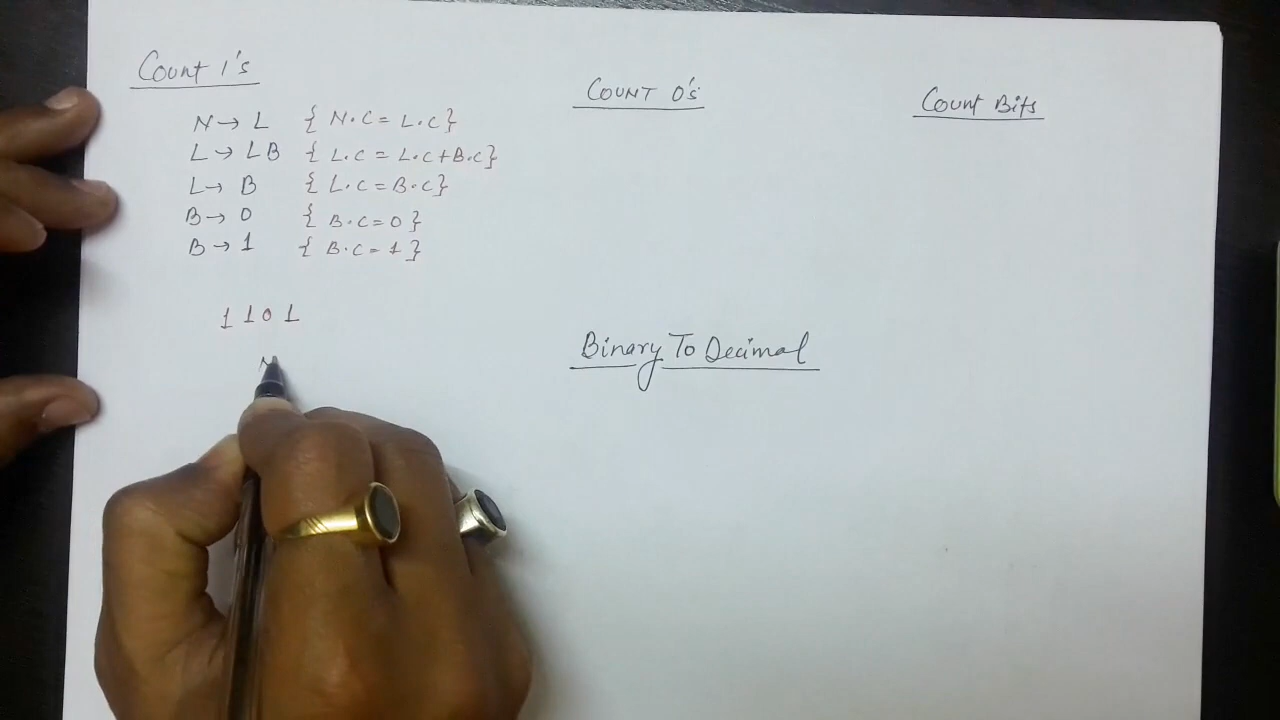 Count 1's
N → L { N.C = L.C }
L → LB { L.C = L.C + B.C }
L → B { L.C = B.C }
B → 0 { B.C = 0 }
B → 1 { B.C = 1 }
1 1 0 1
N
COUNT 0's
Count Bits
Binary To Decimal